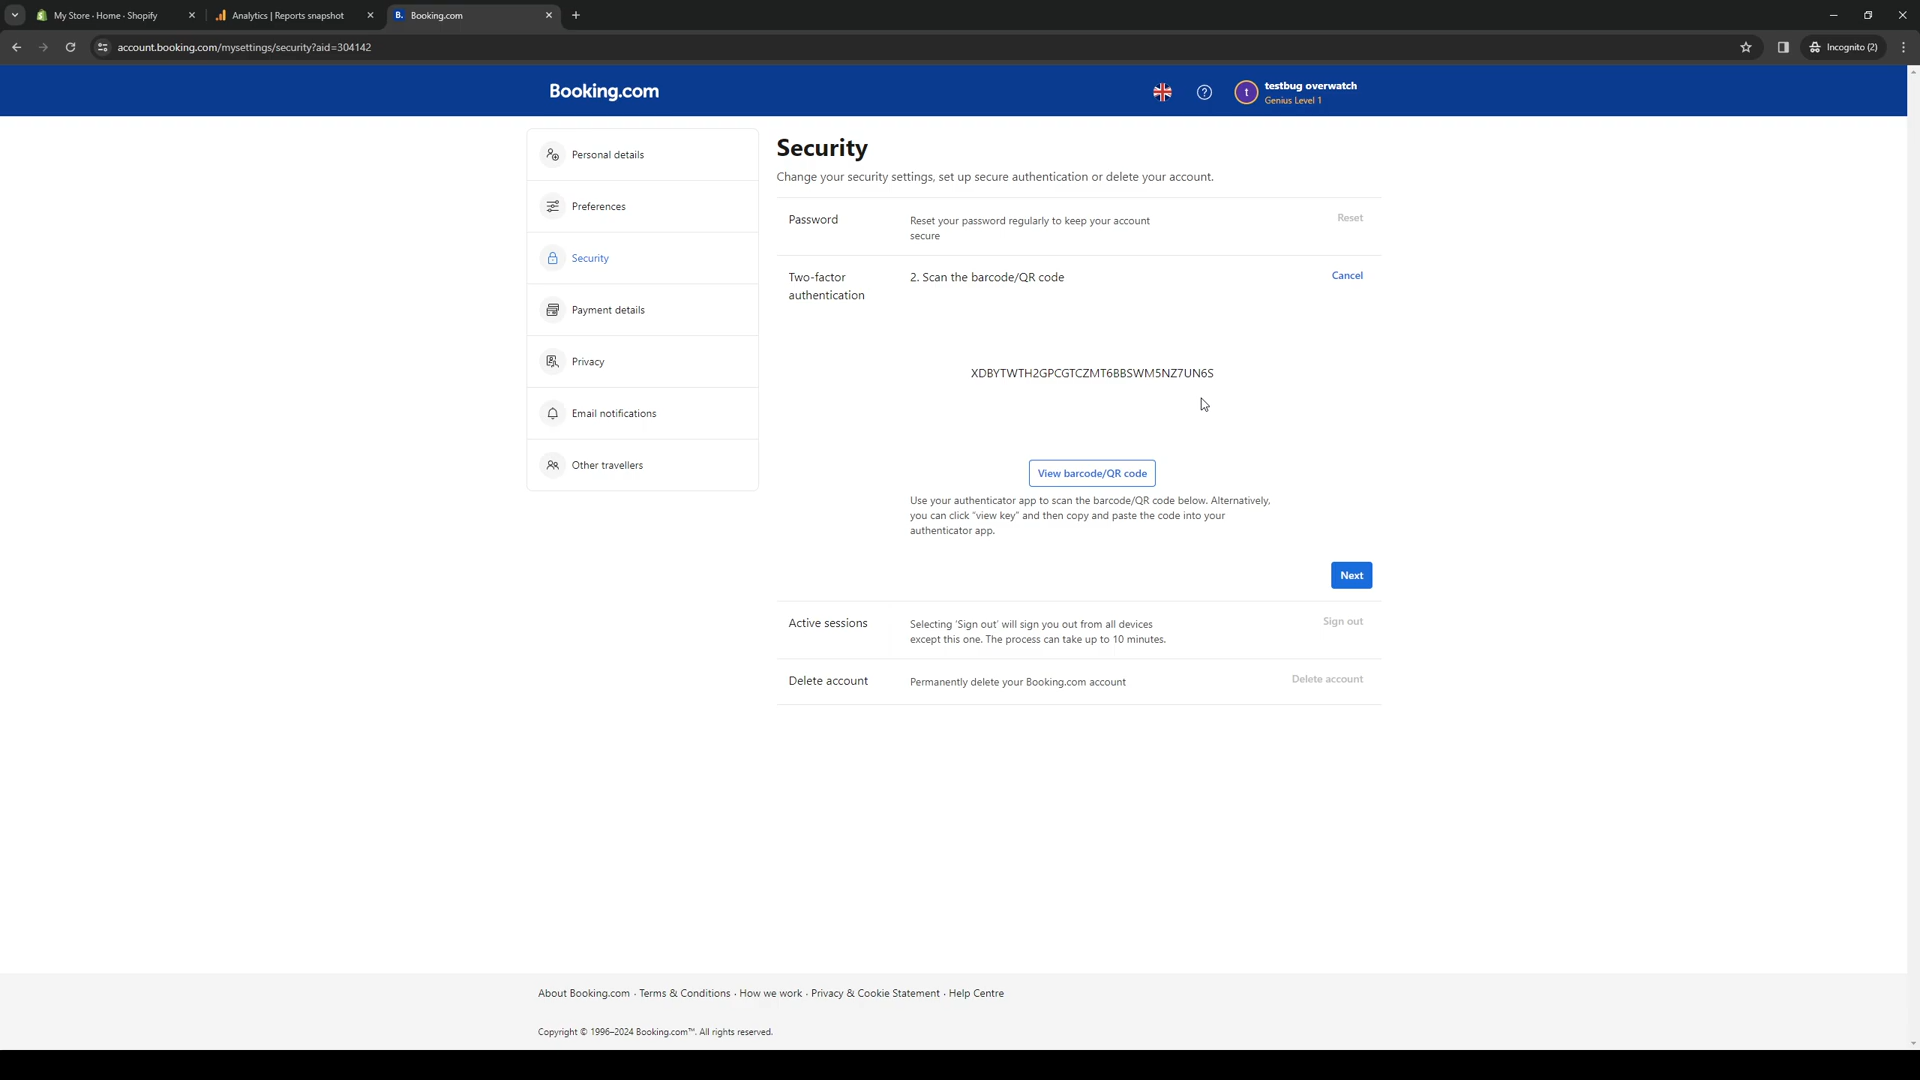 My Store · Home · Shopify
Analytics | Reports snapshot
B. Booking.com
account.booking.com/mysettings/security?aid=304142
Incognito (2)
Booking.com
t
testbug overwatch
Genius Level 1
Personal details
Preferences
Security
Payment details
Privacy
Email notifications
Other travellers
Security
Change your security settings, set up secure authentication or delete your account.
Password
Reset your password regularly to keep your account
secure
Reset
Two-factor
authentication
2. Scan the barcode/QR code
Cancel
XDBYTWTH2GPCGTCZMT6BBSWM5NZ7UN6S
View barcode/QR code
Use your authenticator app to scan the barcode/QR code below. Alternatively,
you can click "view key" and then copy and paste the code into your
authenticator app.
Next
Active sessions
Selecting 'Sign out' will sign you out from all devices
except this one. The process can take up to 10 minutes.
Sign out
Delete account
Permanently delete your Booking.com account
Delete account
About Booking.com · Terms & Conditions · How we work · Privacy & Cookie Statement · Help Centre
Copyright © 1996–2024 Booking.com™. All rights reserved.